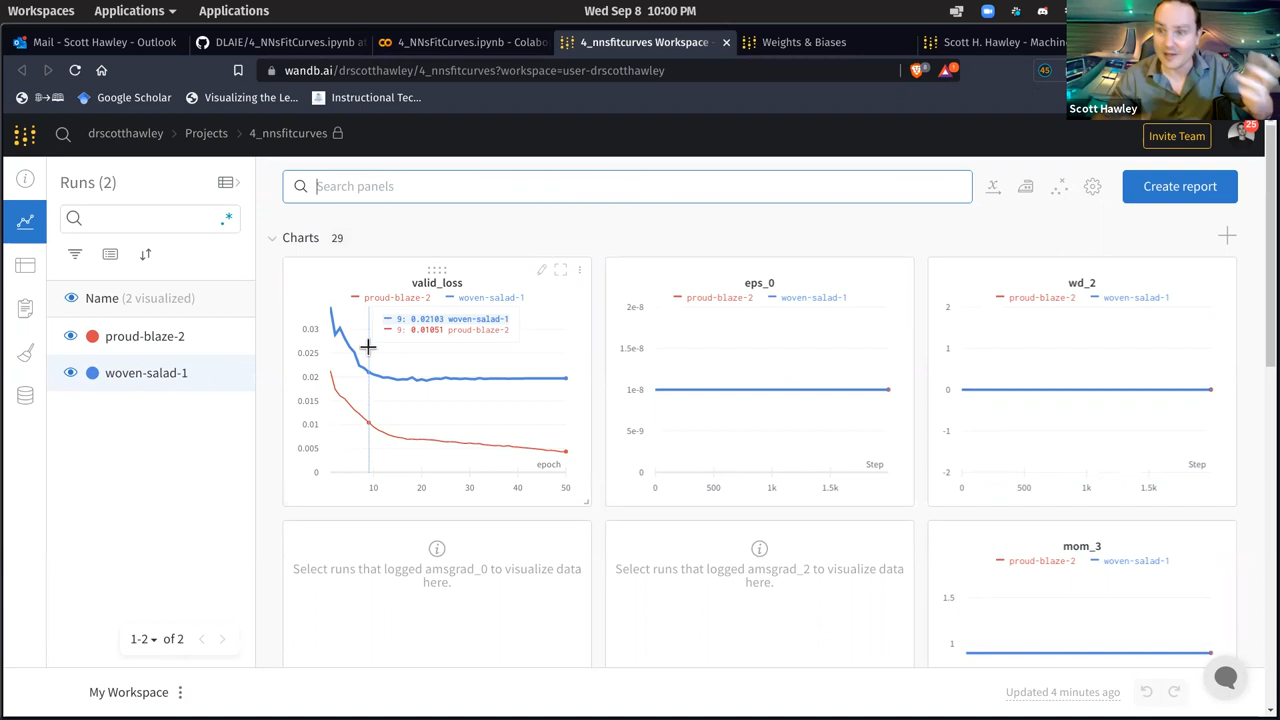 Workspaces Applications Applications Wed Sep 8 10:00 PM
Mail - Scott Hawley - Outlook DLAIE/4_NNsFitCurves.ipynb at 4_NNsFitCurves.ipynb - Colabo 4_nnsfitcurves Workspace Weights & Biases Scott H. Hawley - Machin
wandb.ai/drscotthawley/4_nnsfitcurves?workspace=user-drscotthawley 45
Google Scholar Visualizing the Le... Instructional Tec...
Scott Hawley
drscotthawley Projects 4_nnsfitcurves Invite Team 25
Runs (2) Search panels Create report
Charts 29
Name (2 visualized)
proud-blaze-2
woven-salad-1
valid_loss
proud-blaze-2 woven-salad-1
9: 0.02103 woven-salad-1
9: 0.01051 proud-blaze-2
0.03
0.025
0.02
0.015
0.01
0.005
0
epoch
10 20 30 40 50
eps_0
proud-blaze-2 woven-salad-1
2e-8
1.5e-8
1e-8
5e-9
0
Step
0 500 1k 1.5k
wd_2
proud-blaze-2 woven-salad-1
2
1
0
-1
-2
Step
0 500 1k 1.5k
Select runs that logged amsgrad_0 to visualize data
here.
Select runs that logged amsgrad_2 to visualize data
here.
mom_3
proud-blaze-2 woven-salad-1
1.5
1
1-2 of 2
My Workspace Updated 4 minutes ago